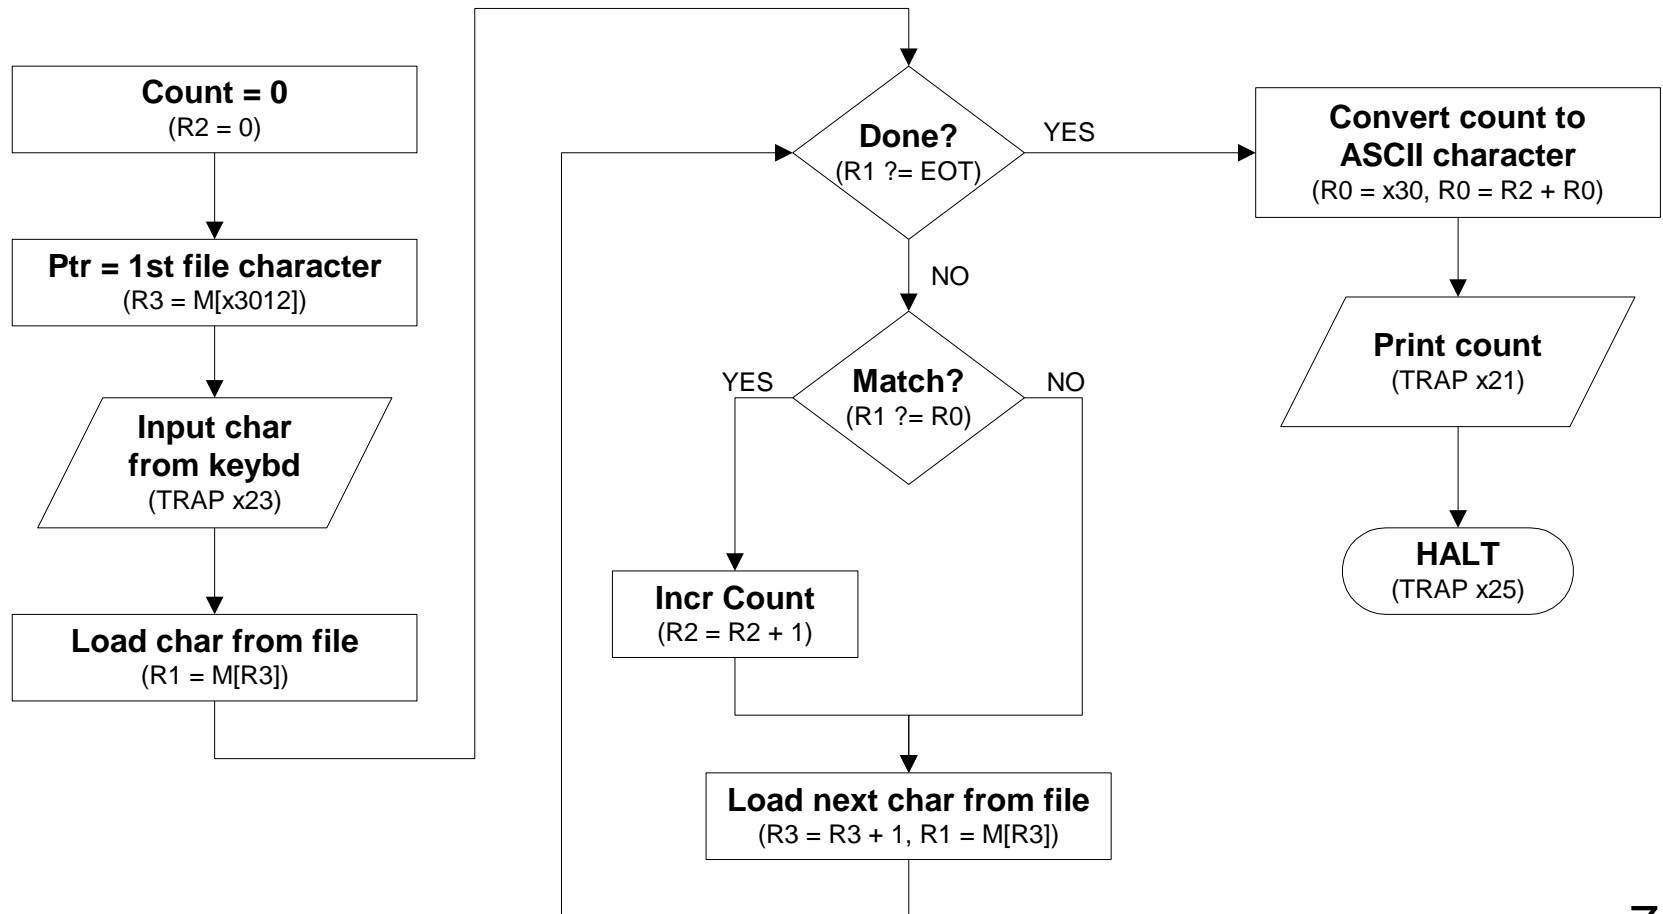 Count = 0
(R2 = 0)
Ptr = 1st file character
(R3 = M[x3012])
Input char
from keybd
(TRAP x23)
Load char from file
(R1 = M[R3])
Done?
(R1 ?= EOT)
YES
NO
Match?
(R1 ?= R0)
YES
NO
Incr Count
(R2 = R2 + 1)
Load next char from file
(R3 = R3 + 1, R1 = M[R3])
Convert count to
ASCII character
(R0 = x30, R0 = R2 + R0)
Print count
(TRAP x21)
HALT
(TRAP x25)